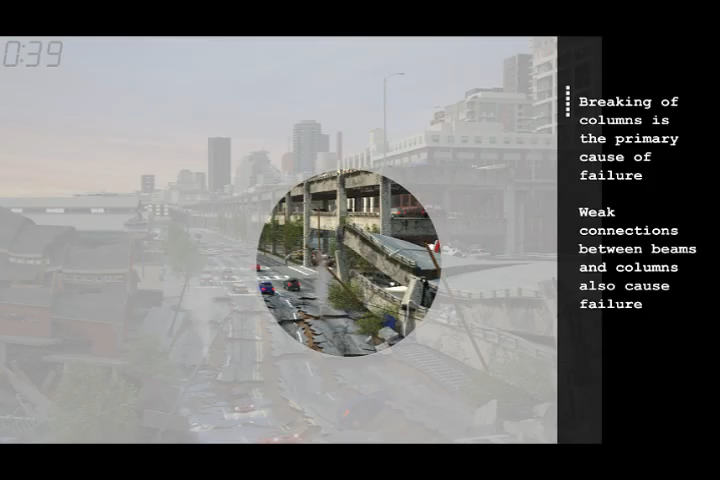 0:39
Breaking of
columns is
the primary
cause of
failure
Weak
connections
between beams
and columns
also cause
failure